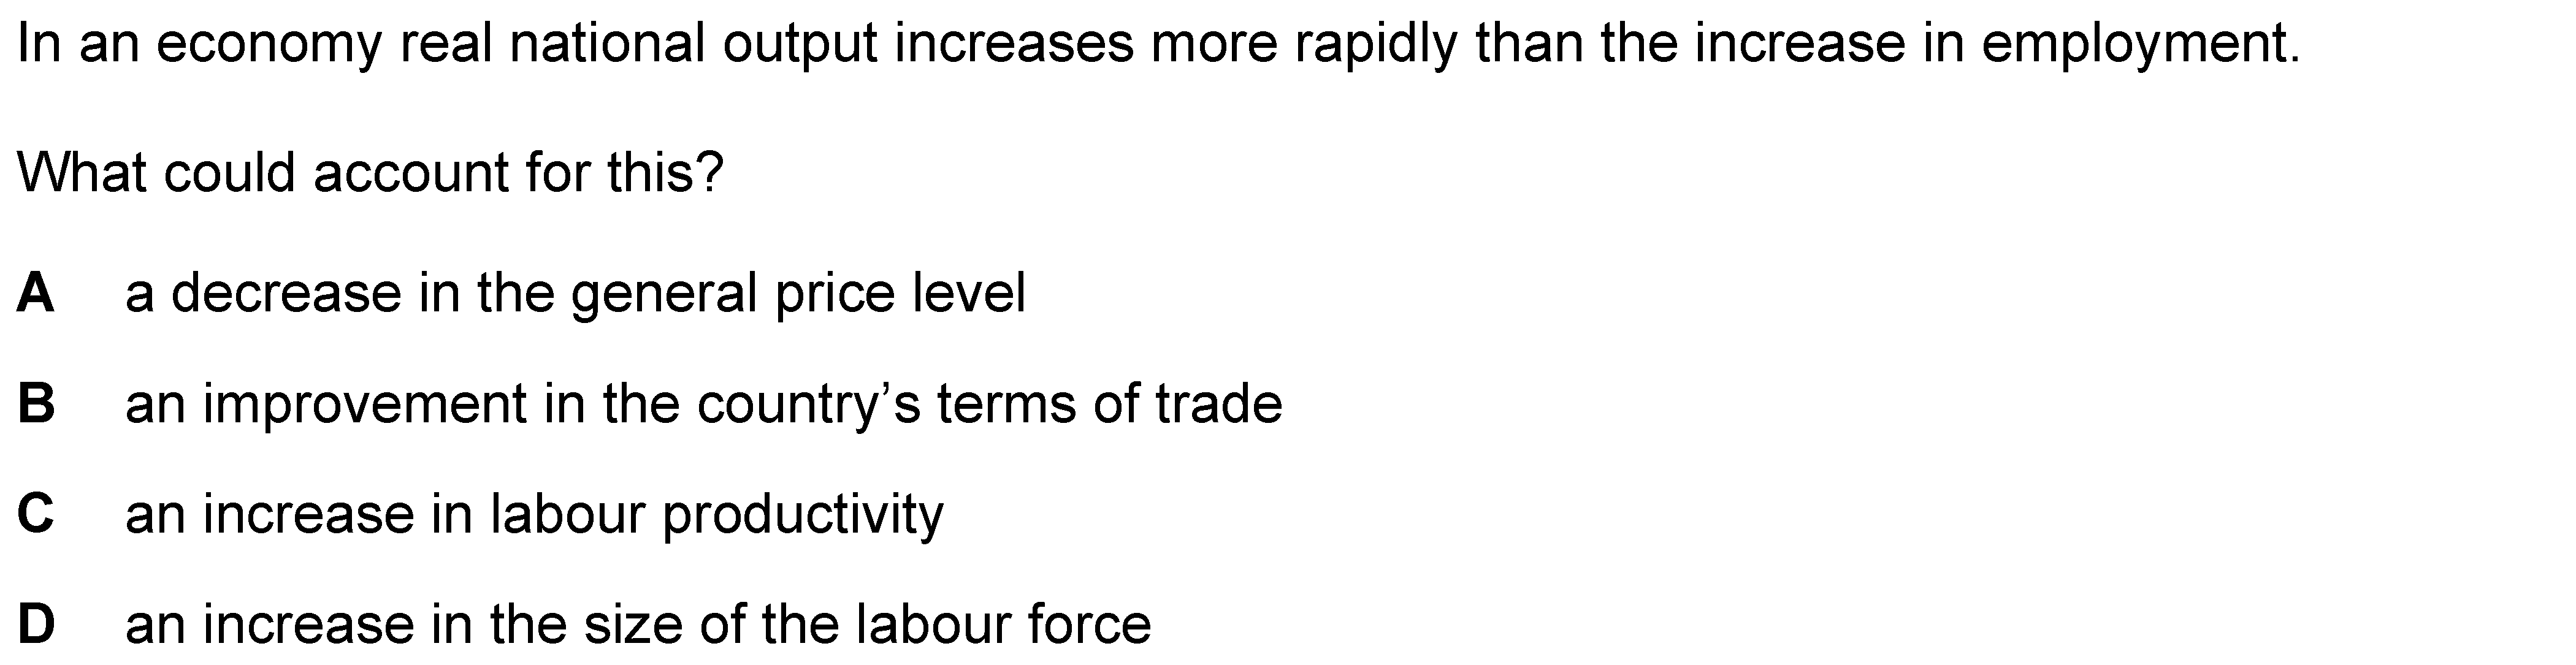 In an economy real national output increases more rapidly than the increase in employment.
What could account for this?
A a decrease in the general price level
B an improvement in the country’s terms of trade
C an increase in labour productivity
D an increase in the size of the labour force